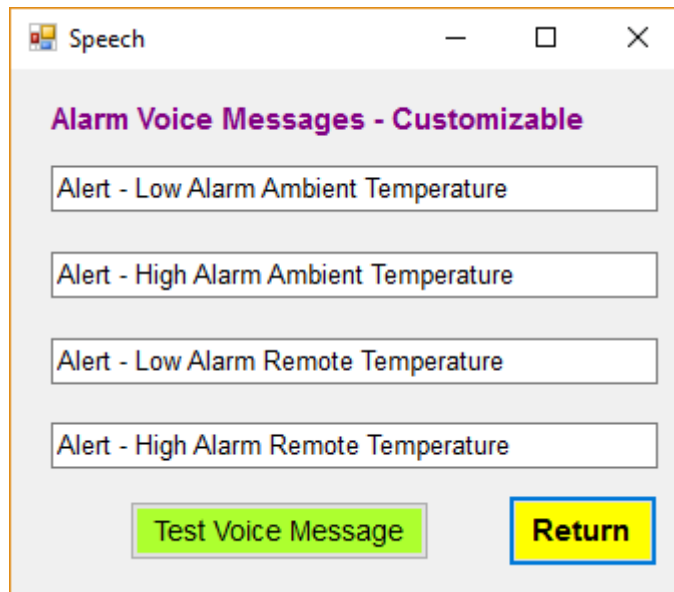 Speech
Alarm Voice Messages - Customizable
Alert - Low Alarm Ambient Temperature
Alert - High Alarm Ambient Temperature
Alert - Low Alarm Remote Temperature
Alert - High Alarm Remote Temperature
Test Voice Message Return